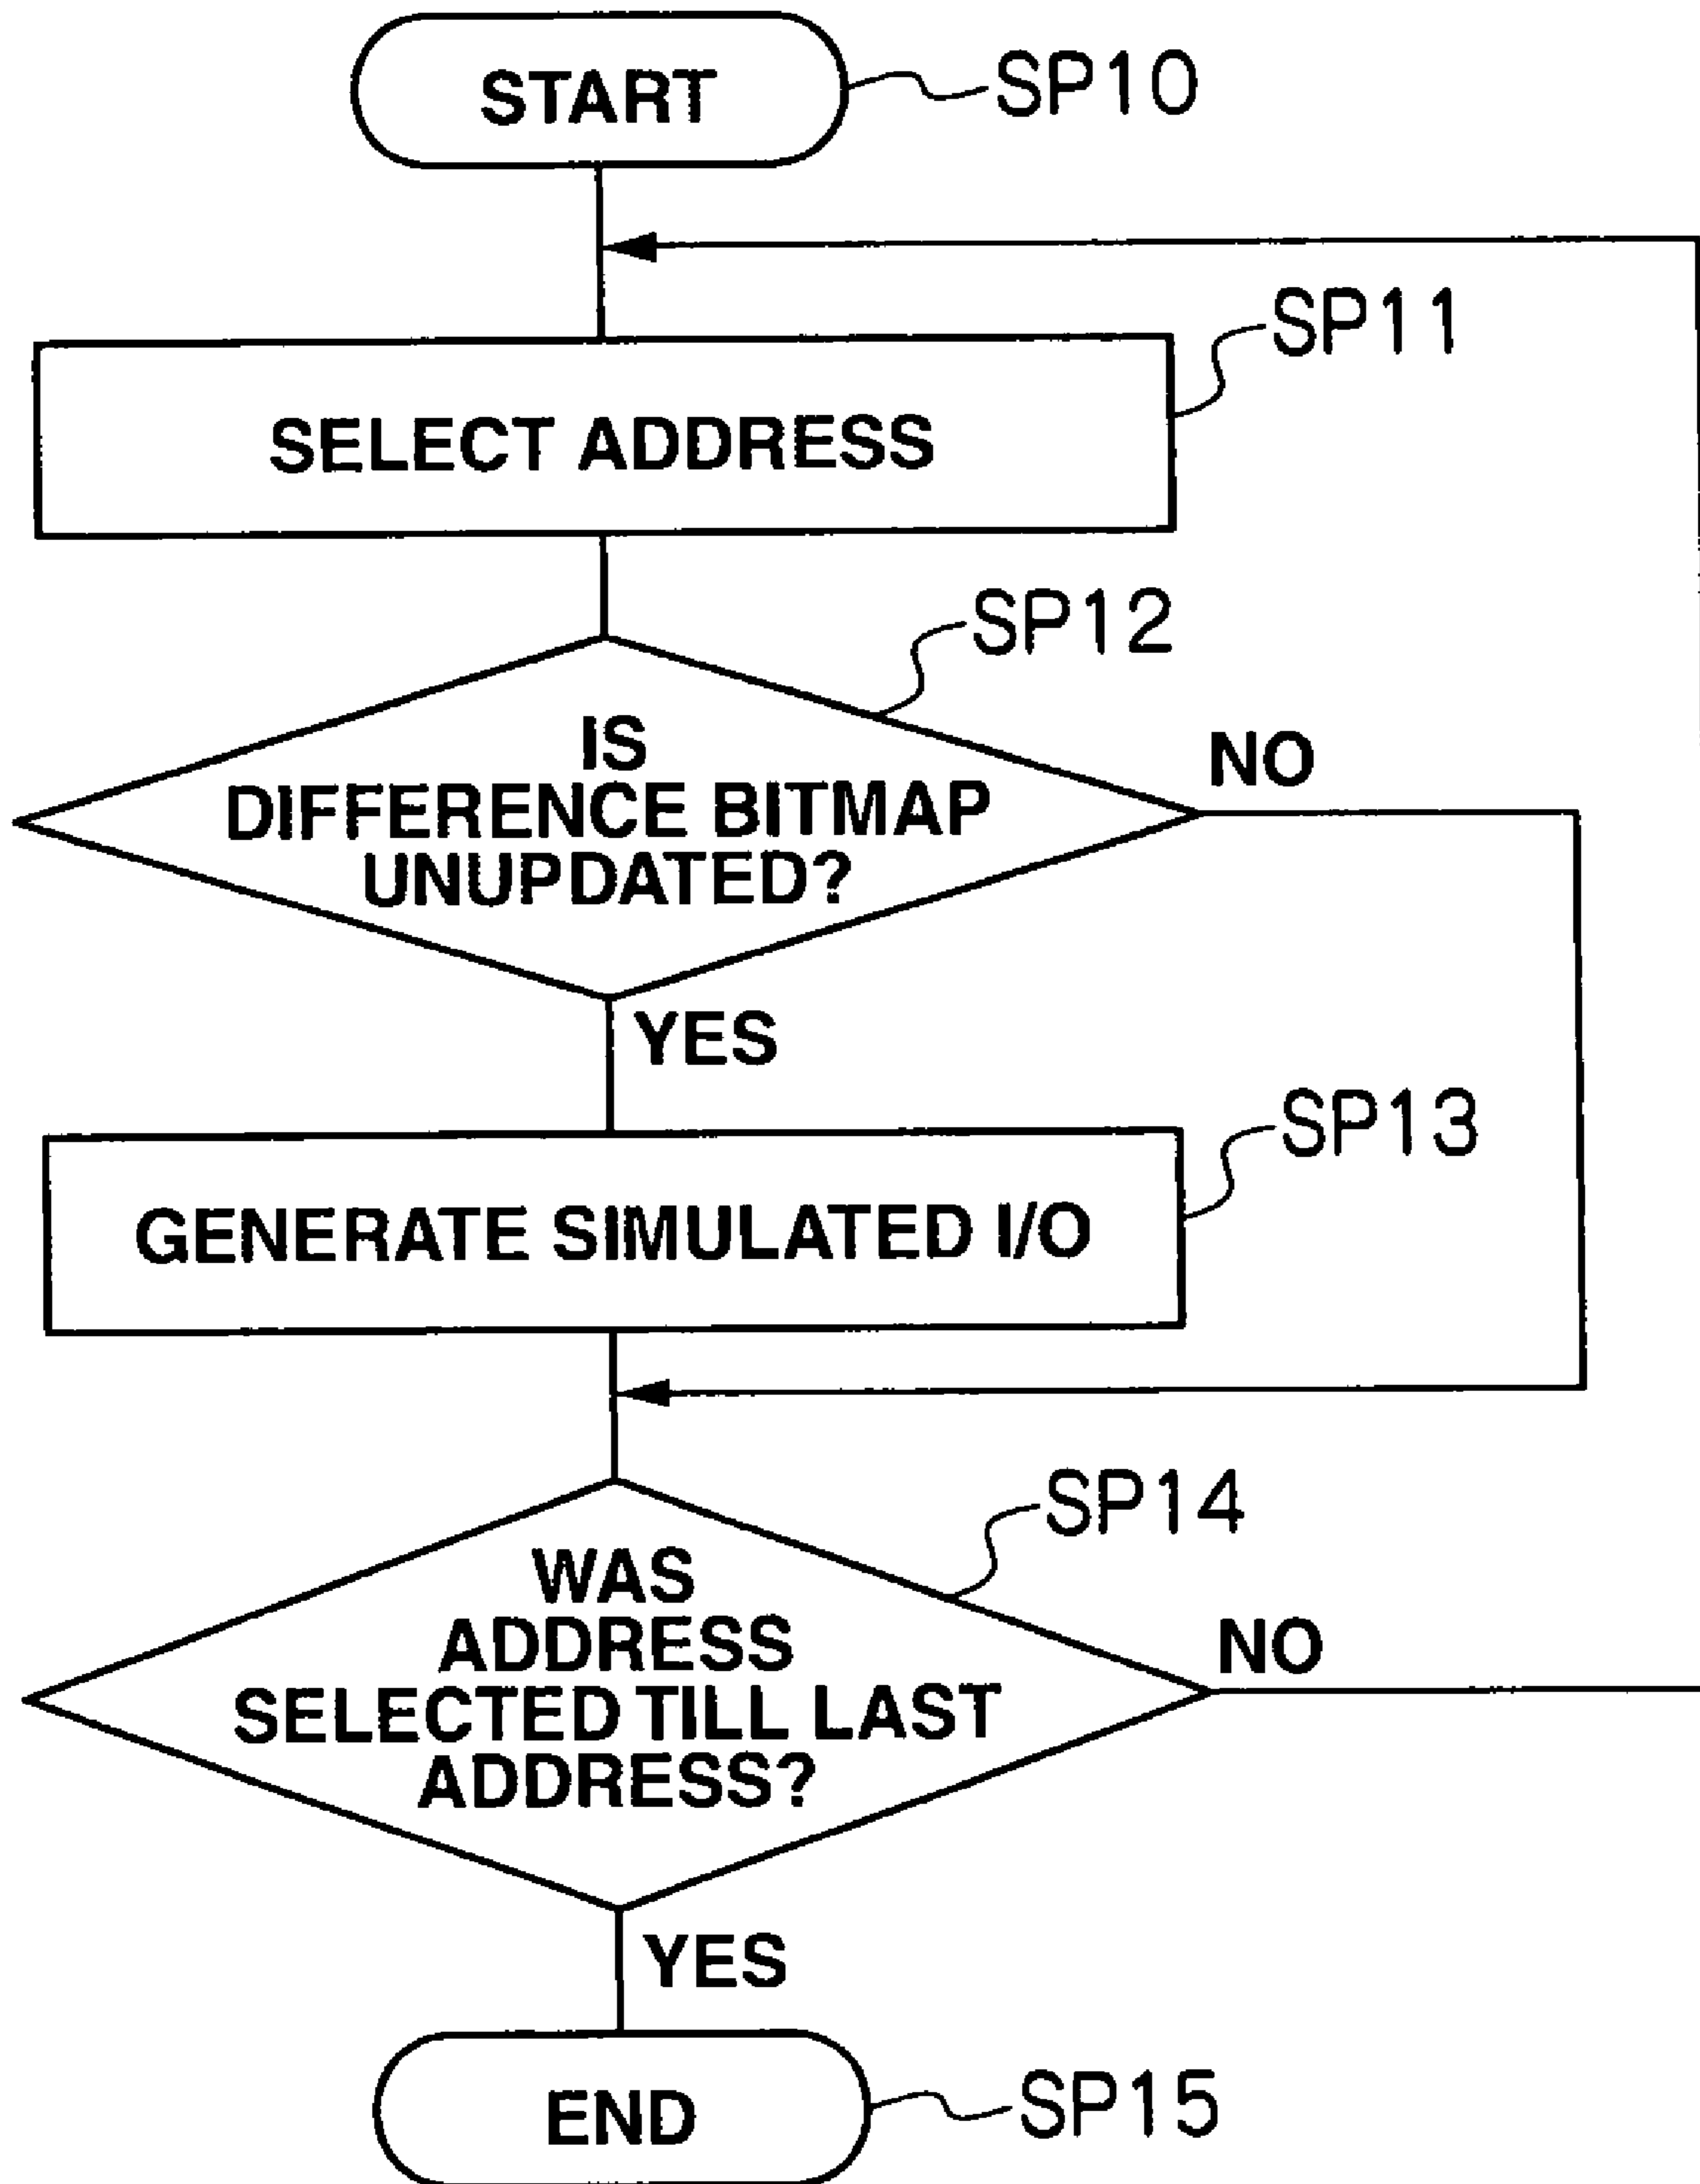 START
SP10
SP11
SELECT ADDRESS
SP12
IS
DIFFERENCE BITMAP
UNUPDATED?
NO
YES
SP13
GENERATE SIMULATED I/O
SP14
WAS
ADDRESS
SELECTED TILL LAST
ADDRESS?
NO
YES
END
SP15